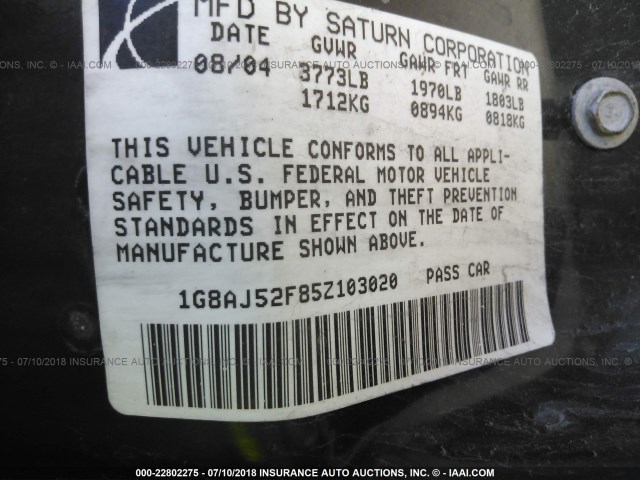 MFD BY SATURN CORPORATION
DATE GVWR GAWR FRT GAWR RR
08/04 3773LB 1970LB 1803LB
1712KG 0894KG 0818KG
THIS VEHICLE CONFORMS TO ALL APPLI-
CABLE U.S. FEDERAL MOTOR VEHICLE
SAFETY, BUMPER, AND THEFT PREVENTION
STANDARDS IN EFFECT ON THE DATE OF
MANUFACTURE SHOWN ABOVE.
1G8AJ52F85Z103020 PASS CAR
000-22802275 - 07/10/2018 INSURANCE AUTO AUCTIONS, INC. - IAAI.COM